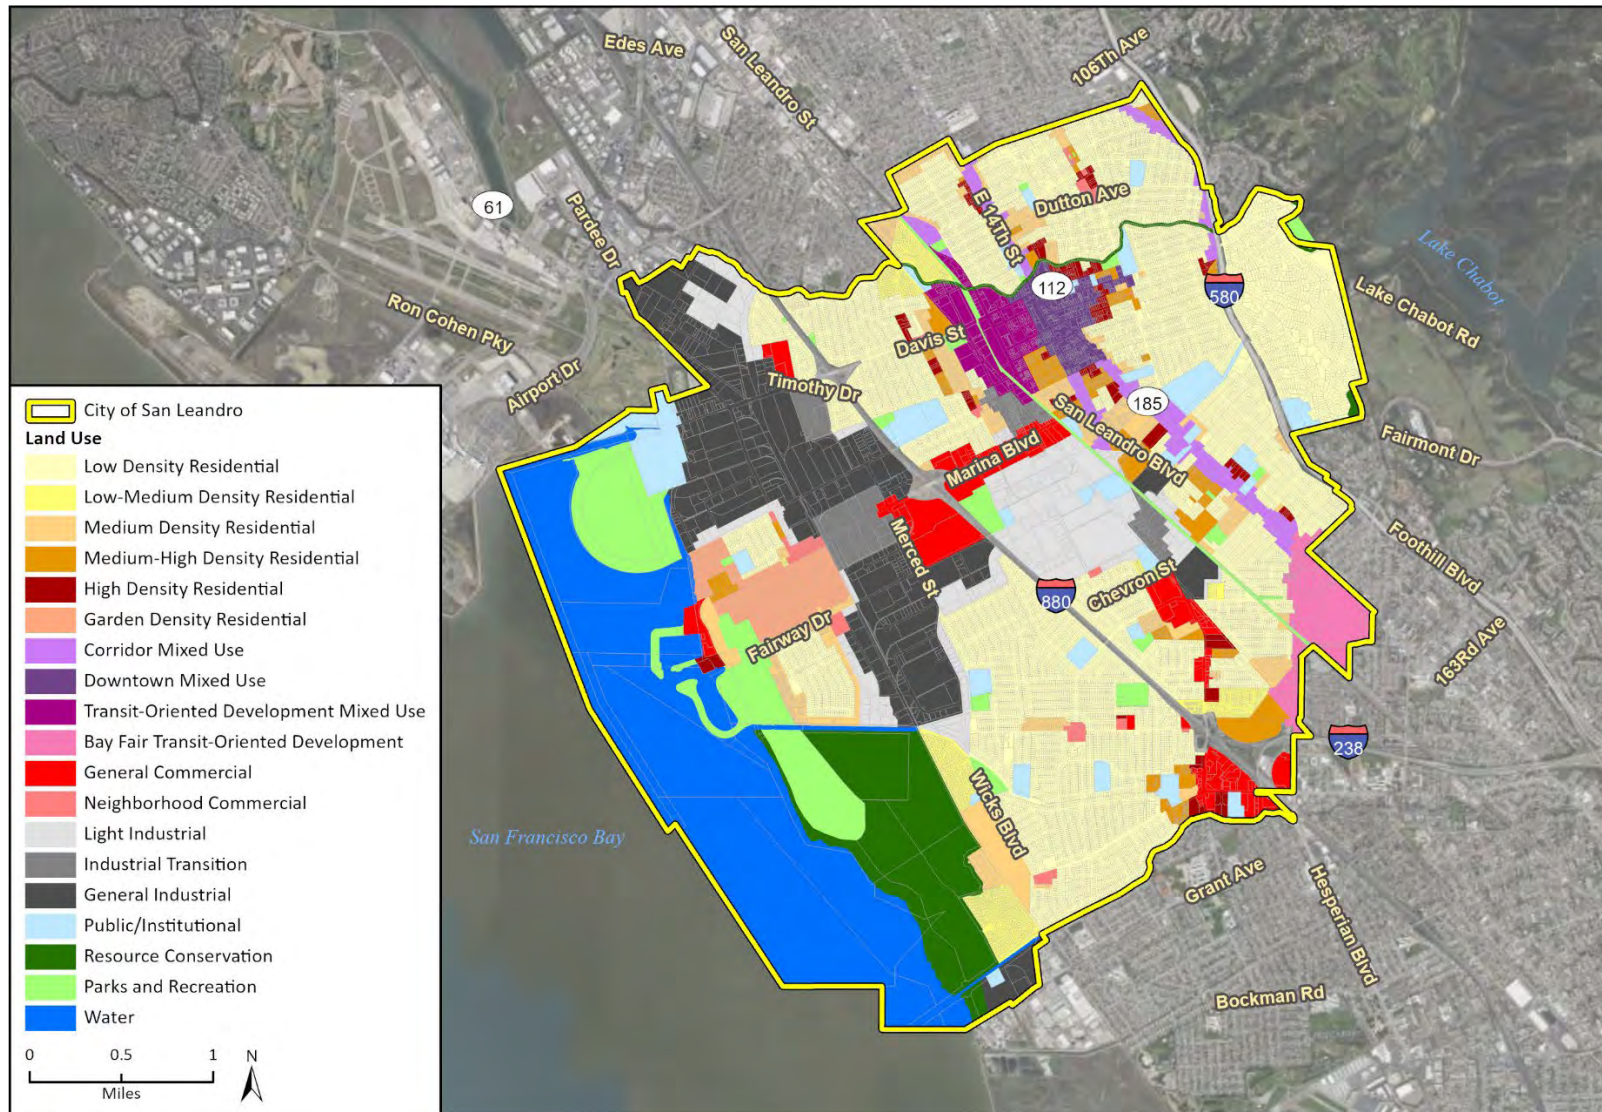 Edes Ave
San Leandro St
106Th Ave
61
Pardee Dr
Ron Cohen Pky
Airport Dr
Dutton Ave
E 14Th St
112
580
Lake Chabot
Lake Chabot Rd
Davis St
Timothy Dr
185
San Leandro Blvd
Marina Blvd
Fairmont Dr
Merced St
Foothill Blvd
Chevron St
880
Fairway Dr
163Rd Ave
238
Wicks Blvd
San Francisco Bay
Grant Ave
Hesperian Blvd
Bockman Rd
City of San Leandro
Land Use
Low Density Residential
Low-Medium Density Residential
Medium Density Residential
Medium-High Density Residential
High Density Residential
Garden Density Residential
Corridor Mixed Use
Downtown Mixed Use
Transit-Oriented Development Mixed Use
Bay Fair Transit-Oriented Development
General Commercial
Neighborhood Commercial
Light Industrial
Industrial Transition
General Industrial
Public/Institutional
Resource Conservation
Parks and Recreation
Water
0 0.5 1 N
Miles